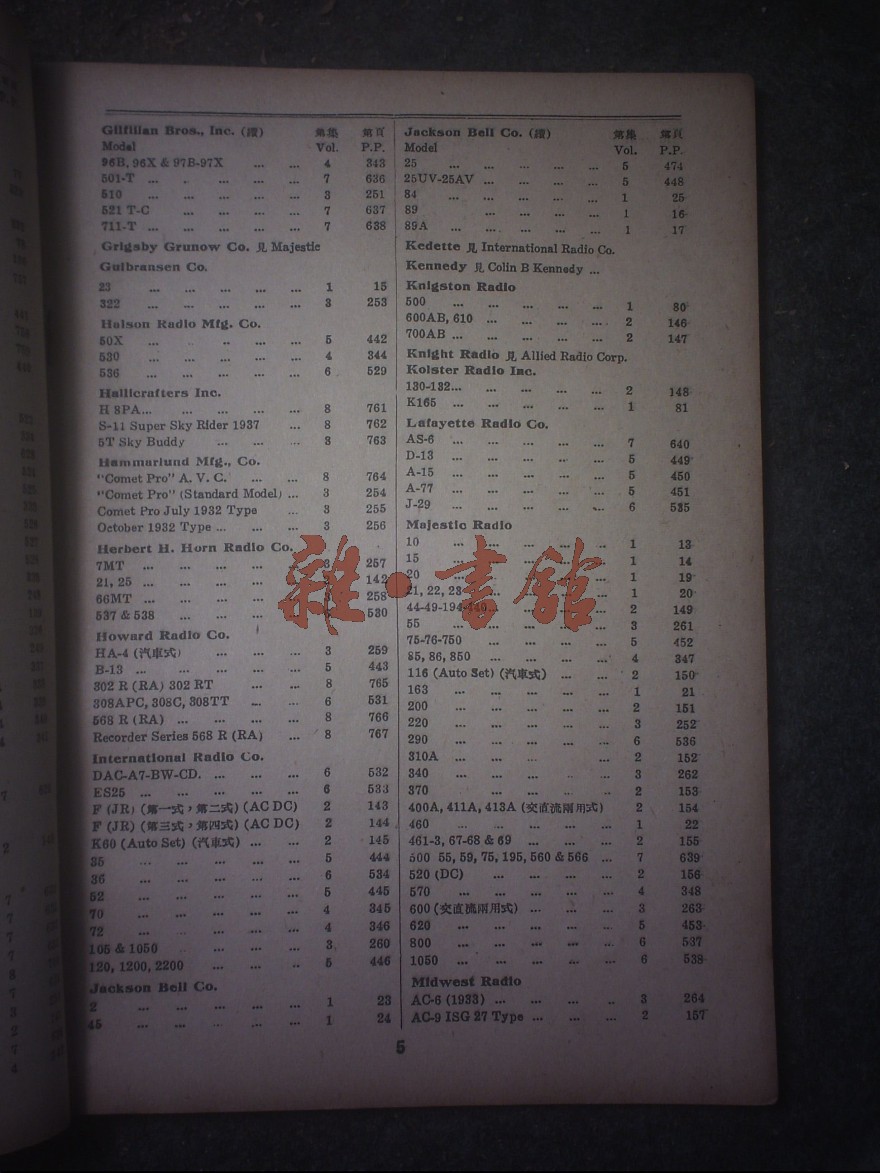 Gilfillan Bros., Inc. (續) 第集 第頁
Model Vol. P.P.
96B, 96X & 97B-97X ... ... 4 343
501-T ... ... ... ... 7 636
510 ... ... ... ... 3 251
521 T-C ... ... ... ... 7 637
711-T ... ... ... ... ... 7 638
Grigsby Grunow Co. 見 Majestic
Gulbransen Co.
23 ... ... ... ... ... 1 15
322 ... ... ... ... ... 3 253
Halson Radio Mfg. Co.
50X ... ... ... ... 5 442
530 ... ... ... ... ... 4 344
536 ... ... ... ... ... 6 529
Hallicrafters Inc.
H 8PA... ... ... ... ... 8 761
S-11 Super Sky Rider 1937 ... 8 762
5T Sky Buddy ... ... ... 8 763
Hammarlund Mfg., Co.
"Comet Pro" A. V. C. ... ... 8 764
"Comet Pro" (Standard Model) ... 3 254
Comet Pro July 1932 Type ... 3 255
October 1932 Type ... ... ... 3 256
Herbert H. Horn Radio Co.
7MT ... ... ... ... 3 257
21, 25 ... ... ... ... 142
66MT ... ... ... ... 258
537 & 538 ... ... ... 530
Howard Radio Co.
HA-4 (汽車式) ... ... ... 3 259
B-13 ... ... ... ... ... 5 443
302 R (RA) 302 RT ... ... 8 765
308APC, 308C, 308TT ... ... 6 531
568 R (RA) ... ... ... ... 8 766
Recorder Series 568 R (RA) ... 8 767
International Radio Co.
DAC-A7-BW-CD. ... ... ... 6 532
ES25 ... ... ... ... ... 6 533
F (JR) (第一式，第二式) (AC DC) 2 143
F (JR) (第三式，第四式) (AC DC) 2 144
K60 (Auto Set) (汽車式) ... ... 2 145
35 ... ... ... ... ... 5 444
36 ... ... ... ... ... 6 534
52 ... ... ... ... ... 5 445
70 ... ... ... ... ... 4 345
72 ... ... ... ... ... 4 346
105 & 1050 ... ... ... 3 260
120, 1200, 2200 ... ... ... 5 446
Jackson Bell Co.
2 ... ... ... ... ... 1 23
45 ... ... ... ... ... 1 24
Jackson Bell Co. (續) 第集 第頁
Model Vol. P.P.
25 ... ... ... ... ... 5 474
25UV-25AV ... ... ... ... 5 448
84 ... ... ... ... ... 1 25
89 ... ... ... ... 1 16
89A ... ... ... ... ... 1 17
Kedette 見 International Radio Co.
Kennedy 見 Colin B Kennedy ...
Knigston Radio
500 ... ... ... ... ... 1 80
600AB, 610 ... ... ... ... 2 146
700AB ... ... ... ... ... 2 147
Knight Radio 見 Allied Radio Corp.
Kolster Radio Inc.
130-132... ... ... ... ... 2 148
K165 ... ... ... ... ... 1 81
Lafayette Radio Co.
AS-6 ... ... ... ... ... 7 640
D-13 ... ... ... ... ... 5 449
A-15 ... ... ... ... ... 5 450
A-77 ... ... ... ... ... 5 451
J-29 ... ... ... ... ... 6 535
Majestic Radio
10 ... ... ... ... ... 1 13
15 ... ... ... ... ... 1 14
20 ... ... ... ... ... 1 19
21, 22, 23 ... ... ... ... 1 20
44-49-194-440... ... ... ... 2 149
55 ... ... ... ... ... 3 261
75-76-750 ... ... ... ... 5 452
85, 86, 850 ... ... ... ... 4 347
116 (Auto Set) (汽車式) ... ... ... 2 150
163 ... ... ... ... ... 1 21
200 ... ... ... ... ... 2 151
220 ... ... ... ... ... 3 252
290 ... ... ... ... ... 6 536
310A ... ... ... ... ... 2 152
340 ... ... ... ... ... 3 262
370 ... ... ... ... ... 2 153
400A, 411A, 413A (交直流兩用式) 2 154
460 ... ... ... ... ... 1 22
461-3, 67-68 & 69 ... ... ... 2 155
500 55, 59, 75, 195, 560 & 566 ... 7 639
520 (DC) ... ... ... ... 2 156
570 ... ... ... ... ... 4 348
600 (交直流兩用式) ... ... ... 3 263
620 ... ... ... ... ... 5 453
800 ... ... ... ... ... 6 537
1050 ... ... ... ... ... 6 538
Midwest Radio
AC-6 (1933) ... ... ... ... 3 264
AC-9 ISG 27 Type ... ... ... 2 157
5
雜·書館